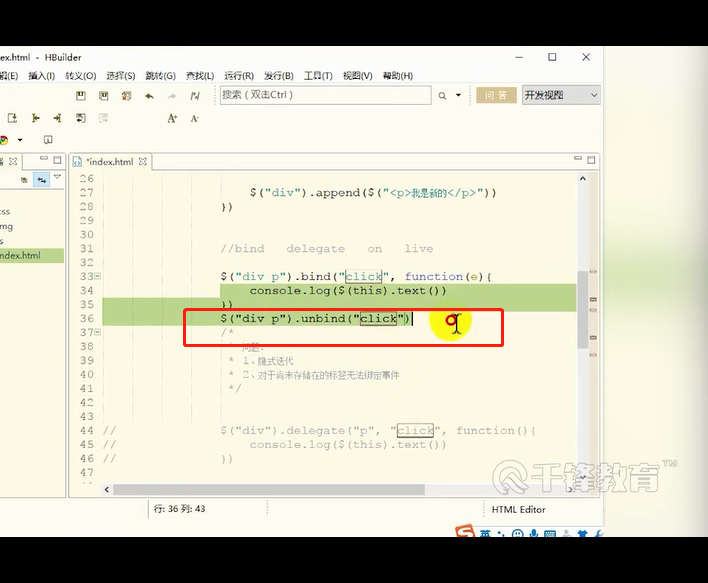 ex.html - HBuilder
辑(E) 插入(I) 转义(O) 选择(S) 跳转(G) 查找(L) 运行(R) 发行(B) 工具(T) 视图(V) 帮助(H)
搜索（双击Ctrl） 问 答 开发视图
A+ A-
*index.html
css
mg
s
ndex.html
26
27 $("div").append($("<p>我是新的</p>"))
28 })
29
30
31 //bind delegate on live
32
33 $("div p").bind("click", function(e){
34 console.log($(this).text())
35 })
36 $("div p").unbind("click")
37 /*
38 * 问题:
39 * 1、隐式迭代
40 * 2、对于尚未存在的标签无法绑定事件
41 */
42
43
44 // $("div").delegate("p", "click", function(){
45 // console.log($(this).text())
46 // })
47
千锋教育 TM
行: 36 列: 43 HTML Editor
S 英